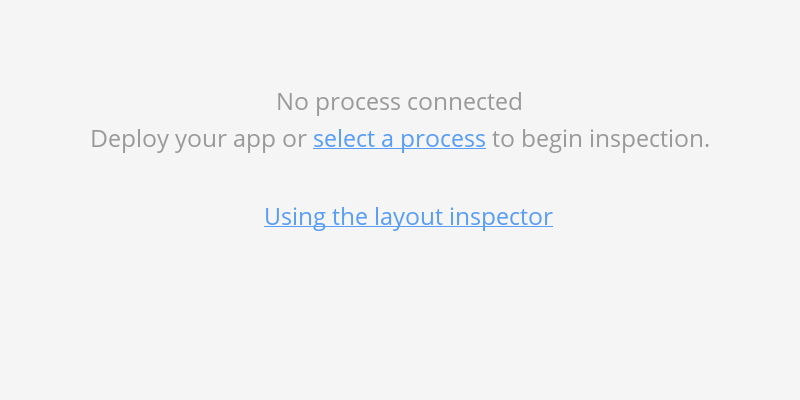 No process connected
Deploy your app or select a process to begin inspection.
Using the layout inspector